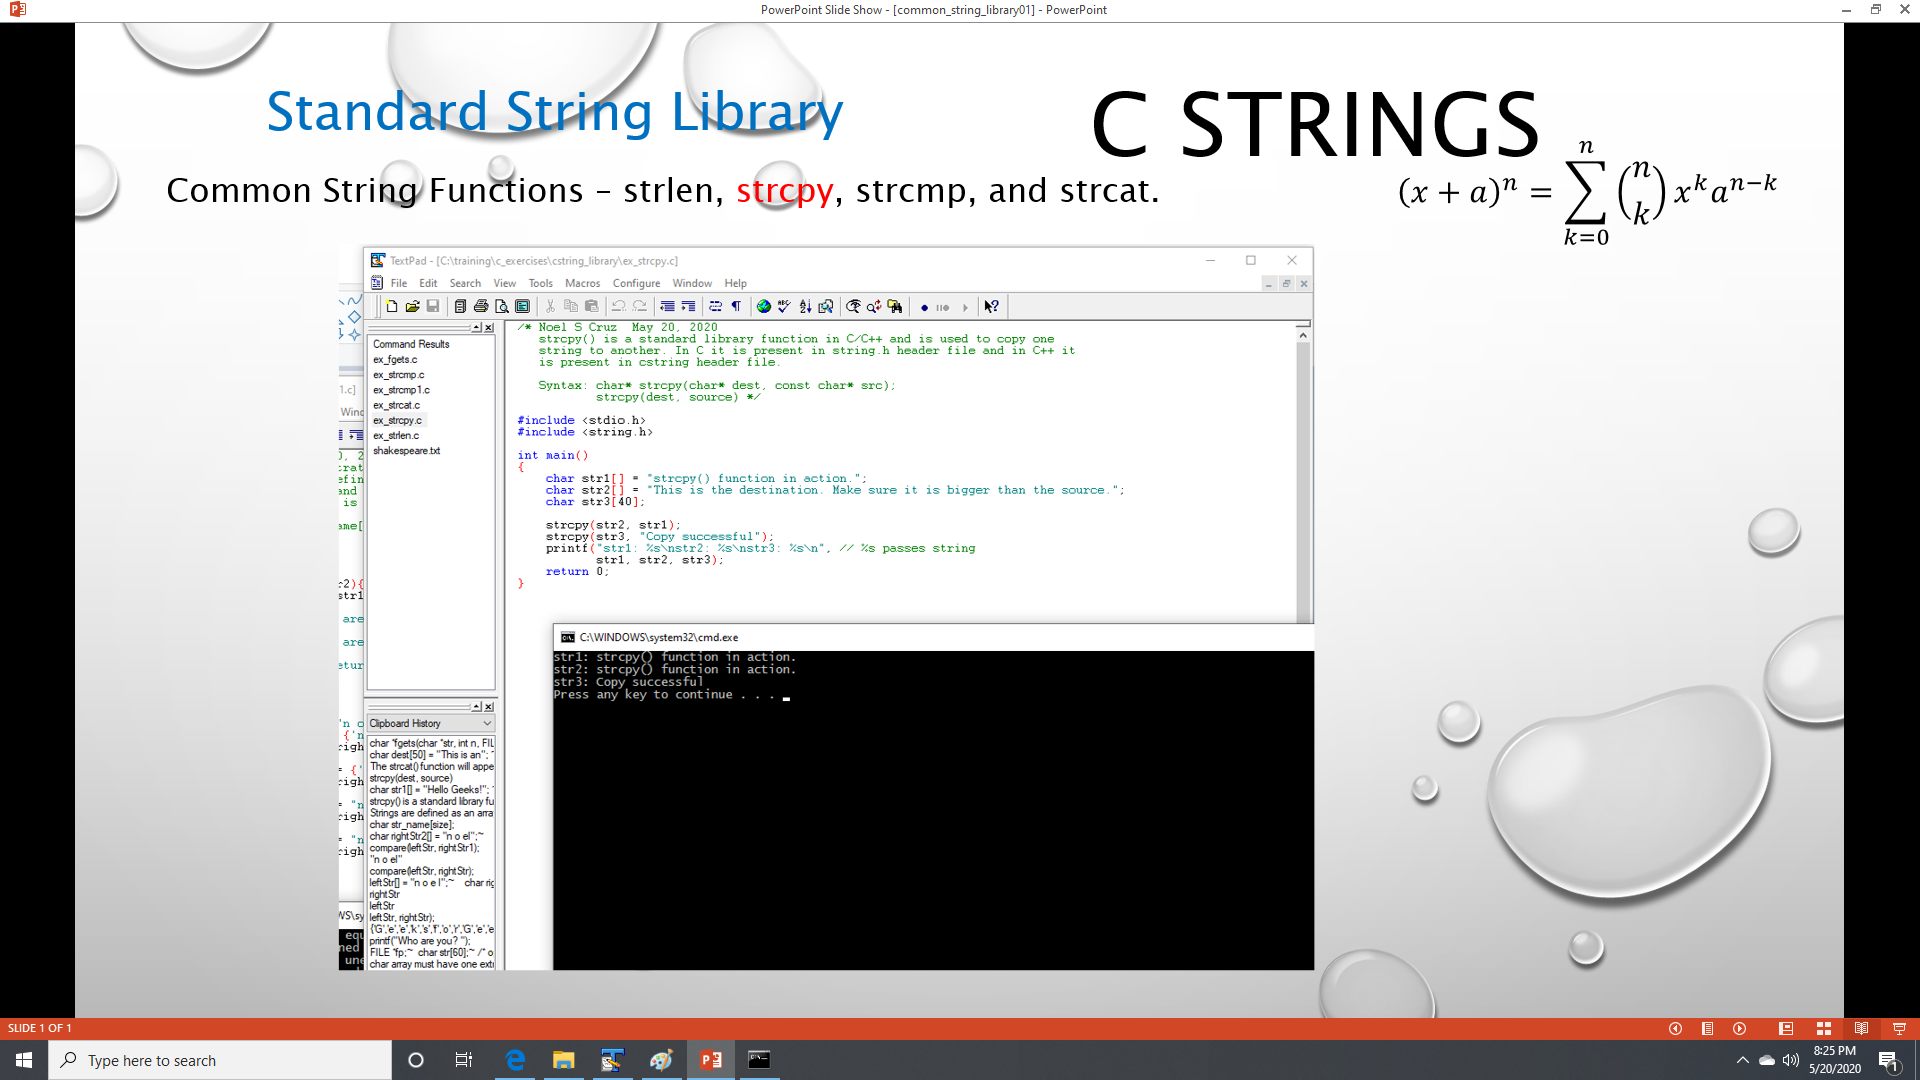 PowerPoint Slide Show - [common_string_library01] - PowerPoint
Standard String Library
C STRINGS
Common String Functions – strlen, strcpy, strcmp, and strcat.
(x + a)ⁿ = ∑ₖ₌₀ⁿ (n k) xᵏaⁿ⁻ᵏ
TextPad - [C:\training\c_exercises\cstring_library\ex_strcpy.c]
File Edit Search View Tools Macros Configure Window Help
Command Results
ex_fgets.c
ex_strcmp.c
ex_strcmp1.c
ex_strcat.c
ex_strcpy.c
ex_strlen.c
shakespeare.txt
/* Noel S Cruz  May 20, 2020
strcpy() is a standard library function in C/C++ and is used to copy one
string to another. In C it is present in string.h header file and in C++ it
is present in cstring header file.
Syntax: char* strcpy(char* dest, const char* src);
strcpy(dest, source) */
#include <stdio.h>
#include <string.h>
int main()
{
char str1[] = "strcpy() function in action.";
char str2[] = "This is the destination. Make sure it is bigger than the source.";
char str3[40];
strcpy(str2, str1);
strcpy(str3, "Copy successful");
printf("str1: %s\nstr2: %s\nstr3: %s\n", // %s passes string
str1, str2, str3);
return 0;
}
C:\WINDOWS\system32\cmd.exe
str1: strcpy() function in action.
str2: strcpy() function in action.
str3: Copy successful
Press any key to continue . . .
Clipboard History
char *fgets(char *str, int n, FIL
char dest[50] = "This is an"; ~
The strcat() function will appe
strcpy(dest, source)
char str1[] = "Hello Geeks!"; ~
strcpy() is a standard library fu
Strings are defined as an arra
char str_name[size];
char rightStr2[] = "n o el";~
compare(leftStr, rightStr1);
"n o el"
compare(leftStr, rightStr);
leftStr[] = "n o e l";~ char rig
rightStr
leftStr
leftStr, rightStr);
{'G','e','e','k','s','f','o','r','G','e','e
printf("Who are you? ");
FILE *fp;~ char str[60];~ /* o
char array must have one extr
SLIDE 1 OF 1
Type here to search
8:25 PM
5/20/2020
1